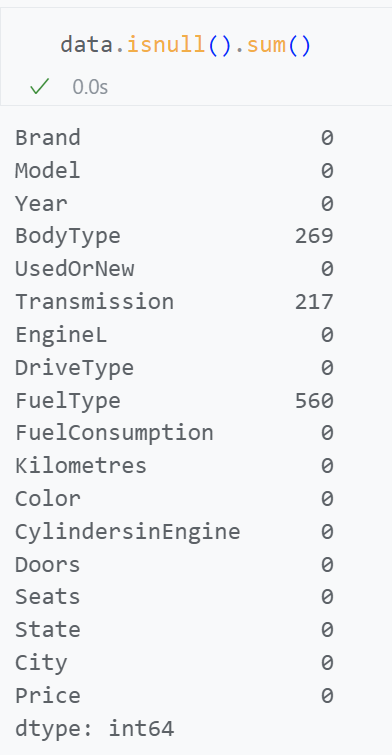 data.isnull().sum()
0.0s
Brand 0
Model 0
Year 0
BodyType 269
UsedOrNew 0
Transmission 217
EngineL 0
DriveType 0
FuelType 560
FuelConsumption 0
Kilometres 0
Color 0
CylindersinEngine 0
Doors 0
Seats 0
State 0
City 0
Price 0
dtype: int64